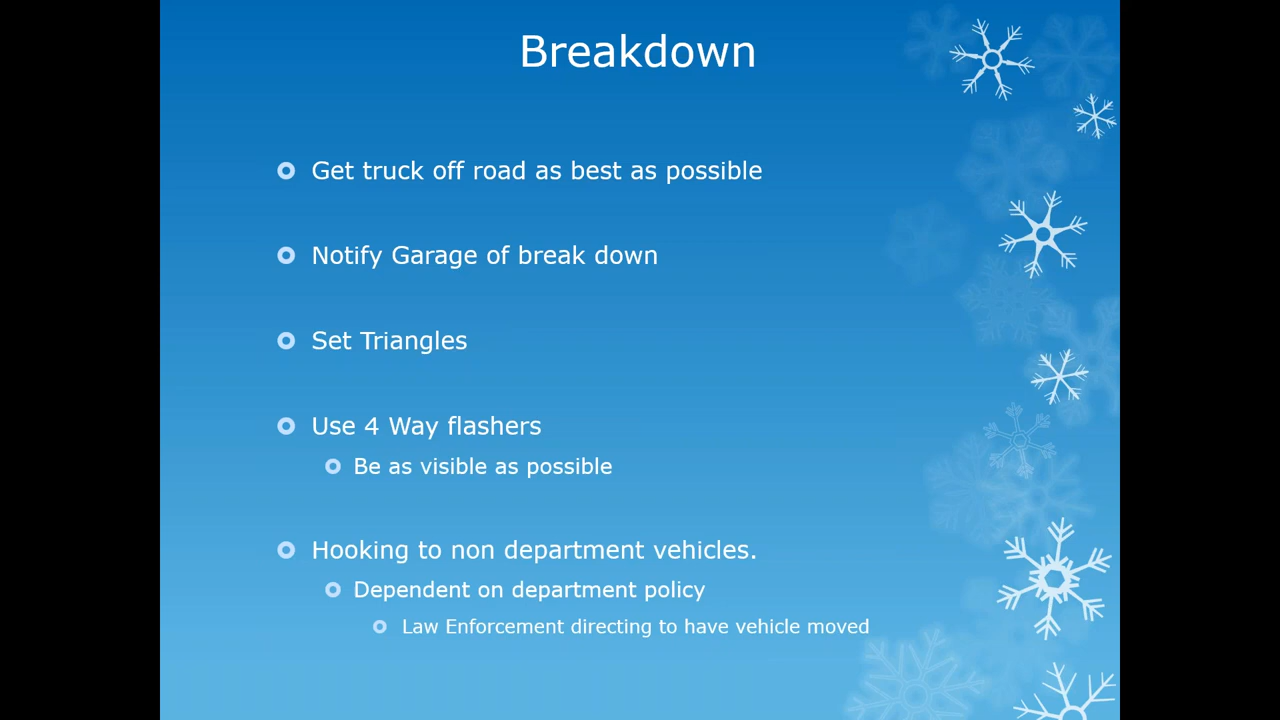 Breakdown
Get truck off road as best as possible
Notify Garage of break down
Set Triangles
Use 4 Way flashers
Be as visible as possible
Hooking to non department vehicles.
Dependent on department policy
Law Enforcement directing to have vehicle moved